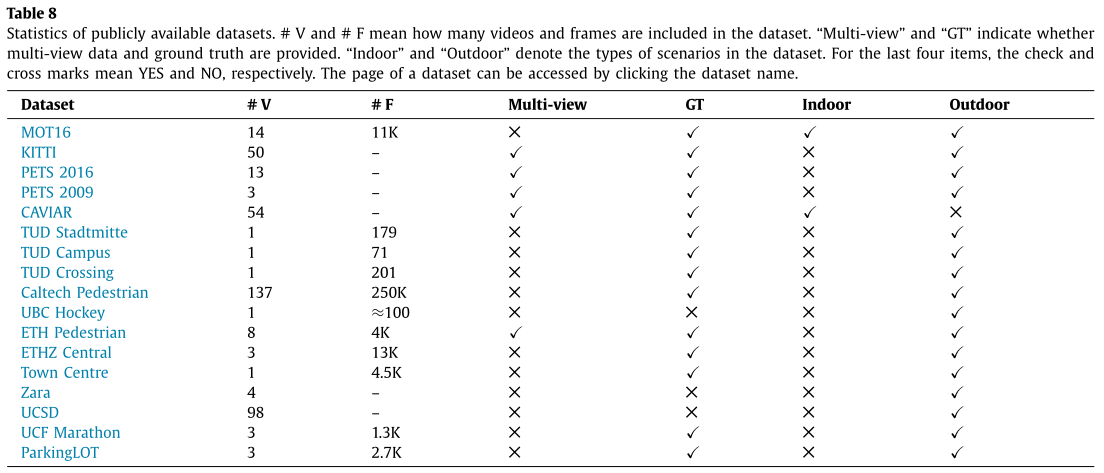 Table 8
Statistics of publicly available datasets. # V and # F mean how many videos and frames are included in the dataset. “Multi-view” and “GT” indicate whether
multi-view data and ground truth are provided. “Indoor” and “Outdoor” denote the types of scenarios in the dataset. For the last four items, the check and
cross marks mean YES and NO, respectively. The page of a dataset can be accessed by clicking the dataset name.
Dataset # V # F Multi-view GT Indoor Outdoor
MOT16 14 11K ✕ ✓ ✓ ✓
KITTI 50 – ✓ ✓ ✕ ✓
PETS 2016 13 – ✓ ✓ ✕ ✓
PETS 2009 3 – ✓ ✓ ✕ ✓
CAVIAR 54 – ✓ ✓ ✓ ✕
TUD Stadtmitte 1 179 ✕ ✓ ✕ ✓
TUD Campus 1 71 ✕ ✓ ✕ ✓
TUD Crossing 1 201 ✕ ✓ ✕ ✓
Caltech Pedestrian 137 250K ✕ ✓ ✕ ✓
UBC Hockey 1 ≈100 ✕ ✕ ✕ ✓
ETH Pedestrian 8 4K ✓ ✓ ✕ ✓
ETHZ Central 3 13K ✕ ✓ ✕ ✓
Town Centre 1 4.5K ✕ ✓ ✕ ✓
Zara 4 – ✕ ✕ ✕ ✓
UCSD 98 – ✕ ✕ ✕ ✓
UCF Marathon 3 1.3K ✕ ✓ ✕ ✓
ParkingLOT 3 2.7K ✕ ✓ ✕ ✓